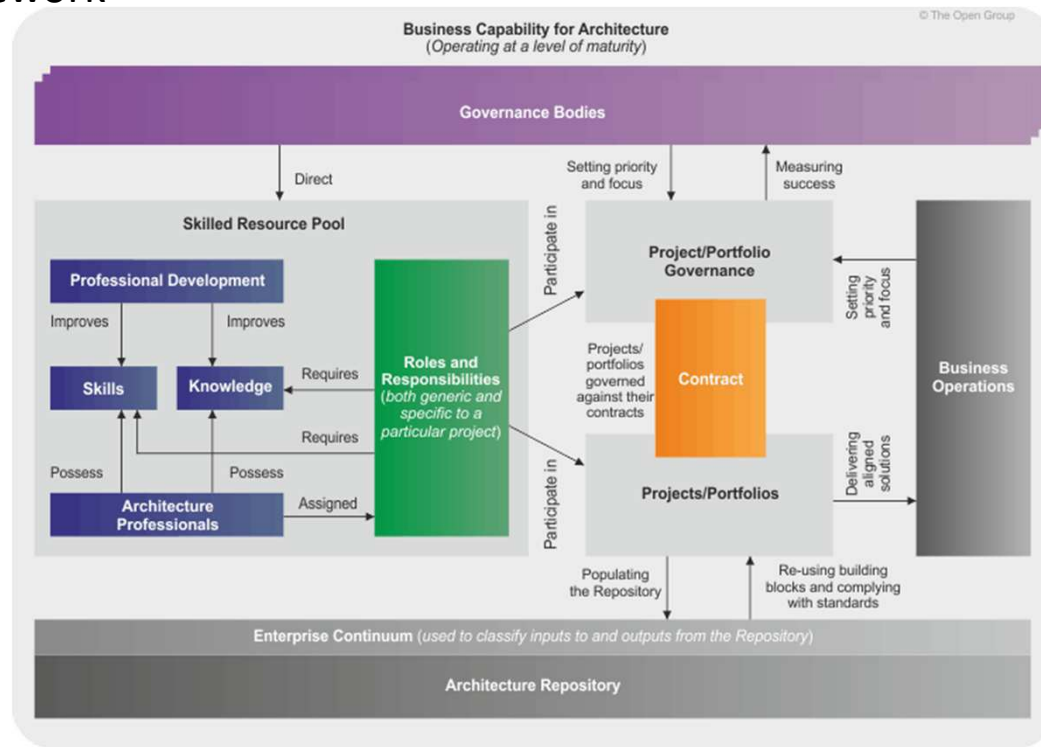 © The Open Group
Business Capability for Architecture
(Operating at a level of maturity)
Governance Bodies
Direct
Setting priority
and focus
Measuring
success
Skilled Resource Pool
Professional Development
Improves
Improves
Skills
Knowledge
Requires
Requires
Possess
Possess
Architecture
Professionals
Assigned
Roles and
Responsibilities
(both generic and
specific to a
particular project)
Participate in
Participate in
Project/Portfolio
Governance
Projects/
portfolios
governed
against their
contracts
Contract
Projects/Portfolios
Setting
priority
and focus
Business
Operations
Delivering
aligned
solutions
Populating
the Repository
Re-using building
blocks and complying
with standards
Enterprise Continuum (used to classify inputs to and outputs from the Repository)
Architecture Repository